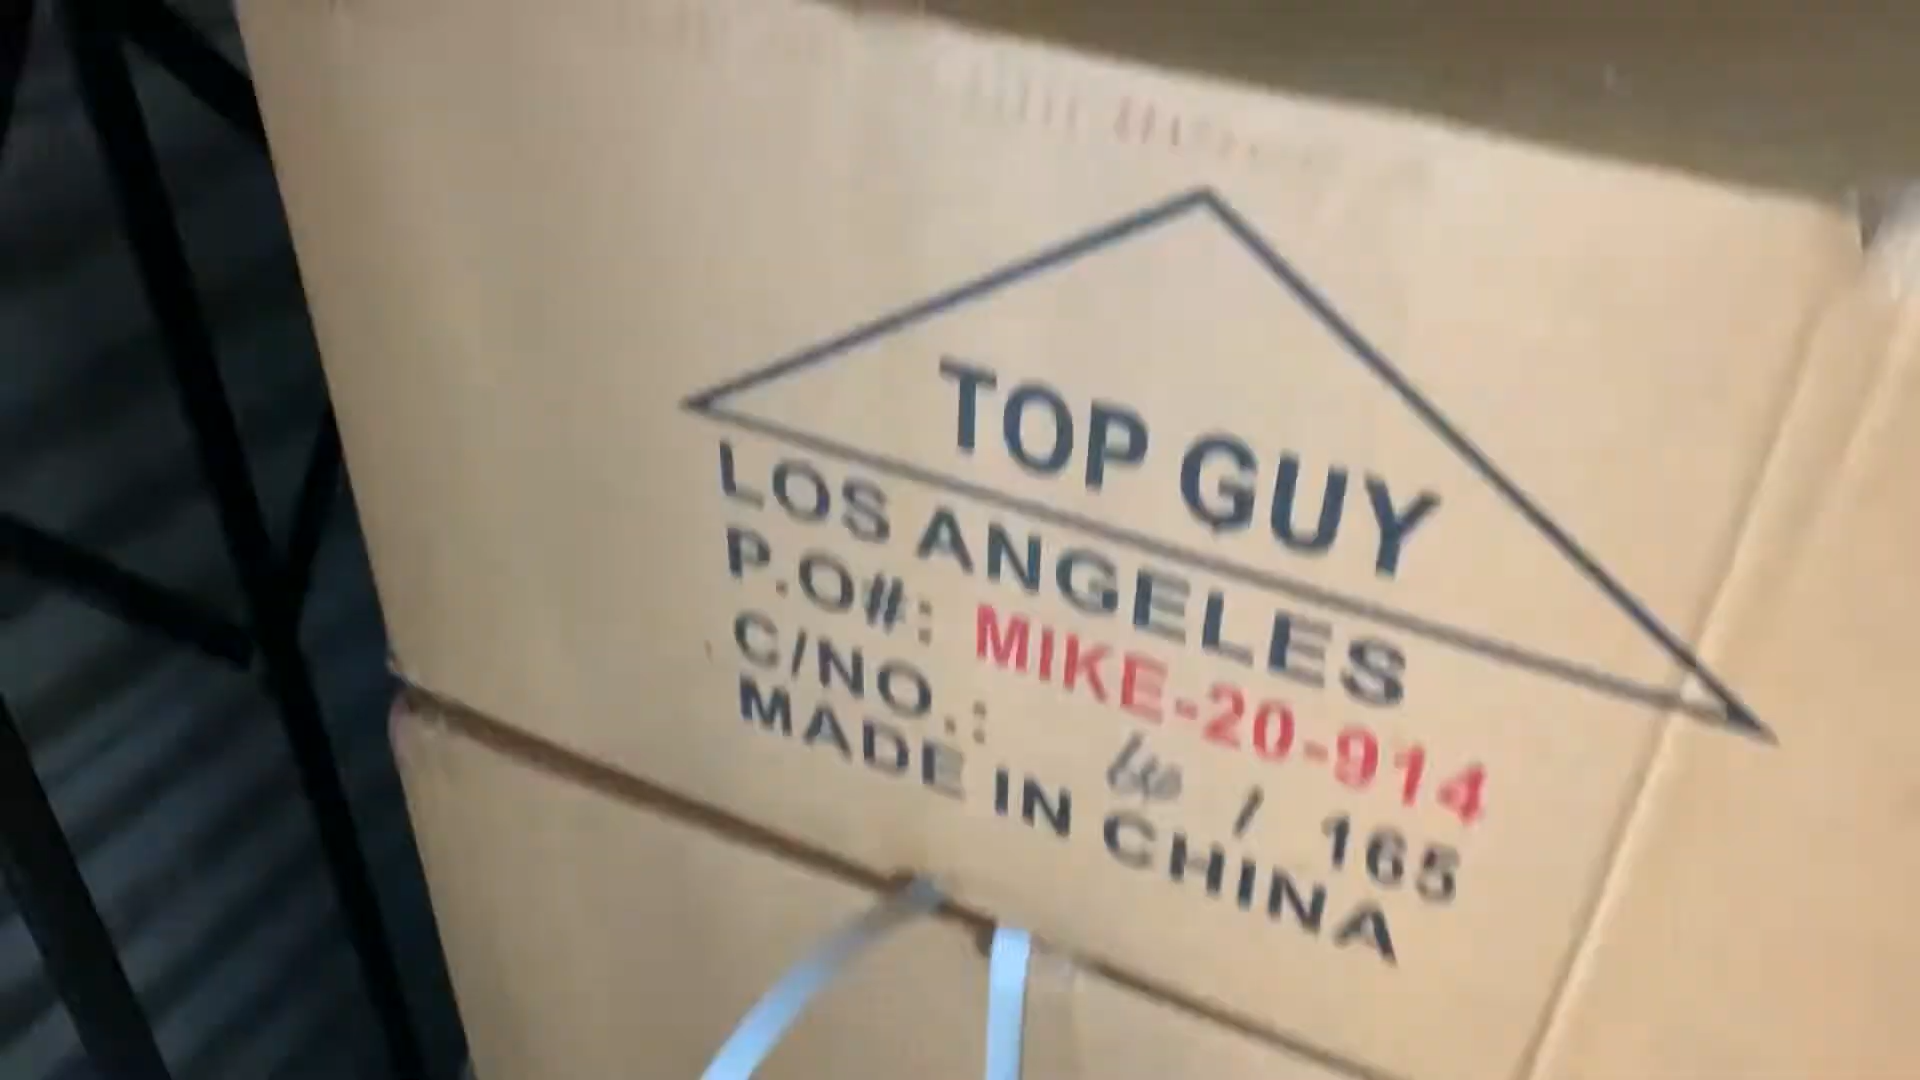 TOP GUY
LOS ANGELES
P.O#: MIKE-20-914
C/NO.: / 165
MADE IN CHINA